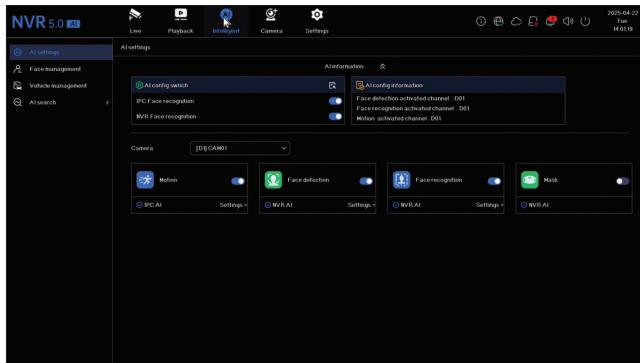 NVR 5.0 AI
Live
Playback
AI
Intelligent
Camera
Settings
2025-04-22
Tue
14:01:19
AI settings
Face management
Vehicle management
AI search
AI settings
AI information
AI config switch
IPC Face recognition
NVR Face recognition
AI config information
Face detection activated channel : D01
Face recognition activated channel : D01
Motion activated channel : D01
Camera
[D1] CAM01
Motion
IPC AI
Settings >
Face detection
NVR AI
Settings >
Face recognition
NVR AI
Settings >
Mask
NVR AI